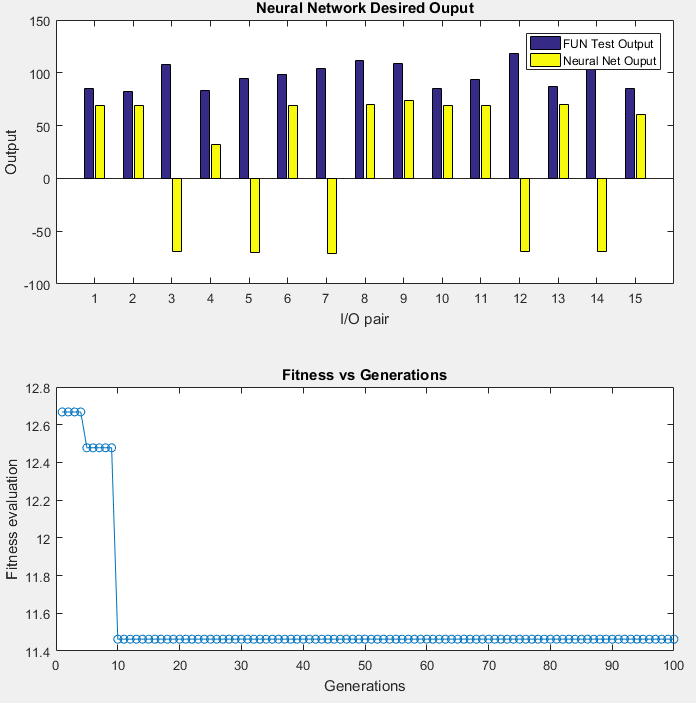 Neural Network Desired Ouput
150
100
50
0
-50
-100
Output
FUN Test Output
Neural Net Ouput
1 2 3 4 5 6 7 8 9 10 11 12 13 14 15
I/O pair
Fitness vs Generations
12.8
12.6
12.4
12.2
12
11.8
11.6
11.4
Fitness evaluation
0 10 20 30 40 50 60 70 80 90 100
Generations